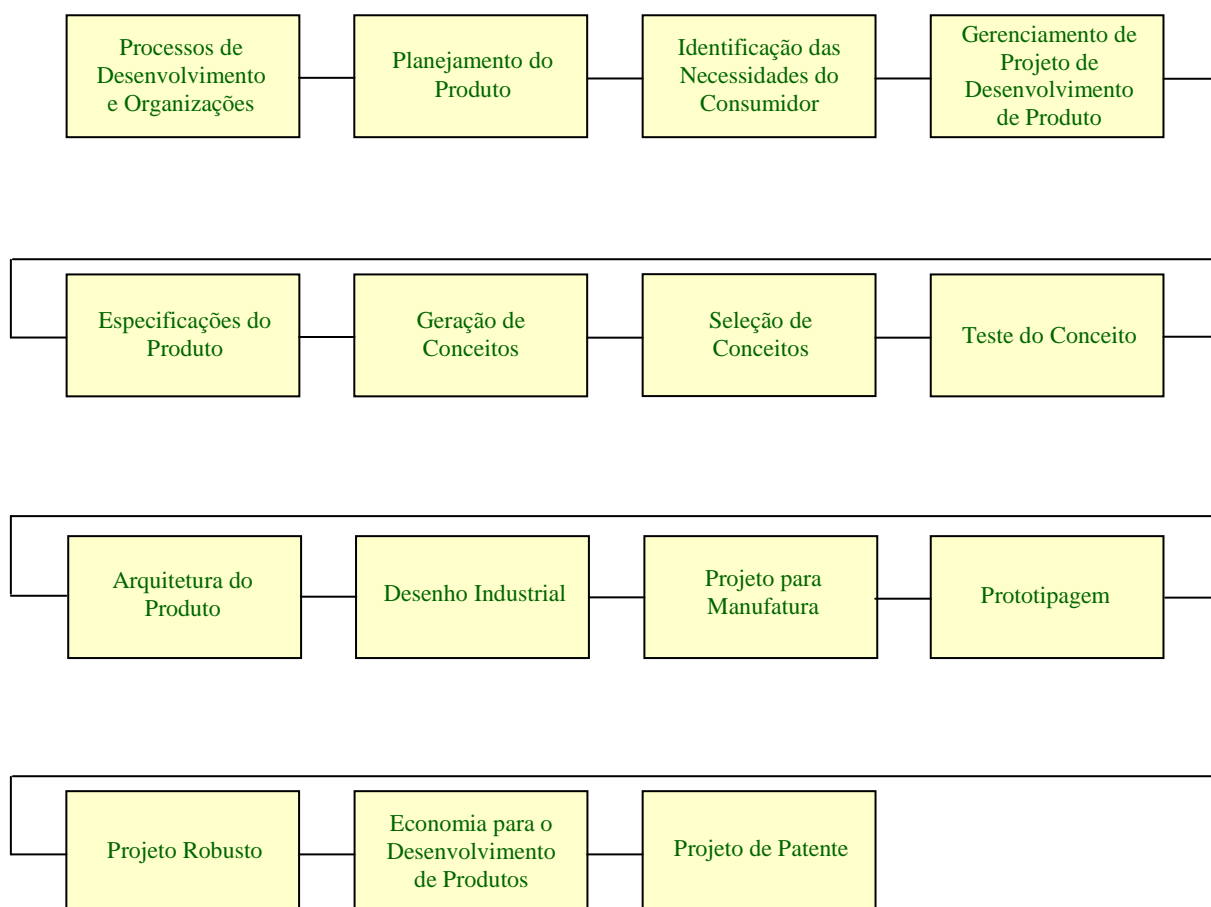 Processos de
Desenvolvimento
e Organizações
Planejamento do
Produto
Identificação das
Necessidades do
Consumidor
Gerenciamento de
Projeto de
Desenvolvimento
de Produto
Especificações do
Produto
Geração de
Conceitos
Seleção de
Conceitos
Teste do Conceito
Arquitetura do
Produto
Desenho Industrial
Projeto para
Manufatura
Prototipagem
Projeto Robusto
Economia para o
Desenvolvimento
de Produtos
Projeto de Patente